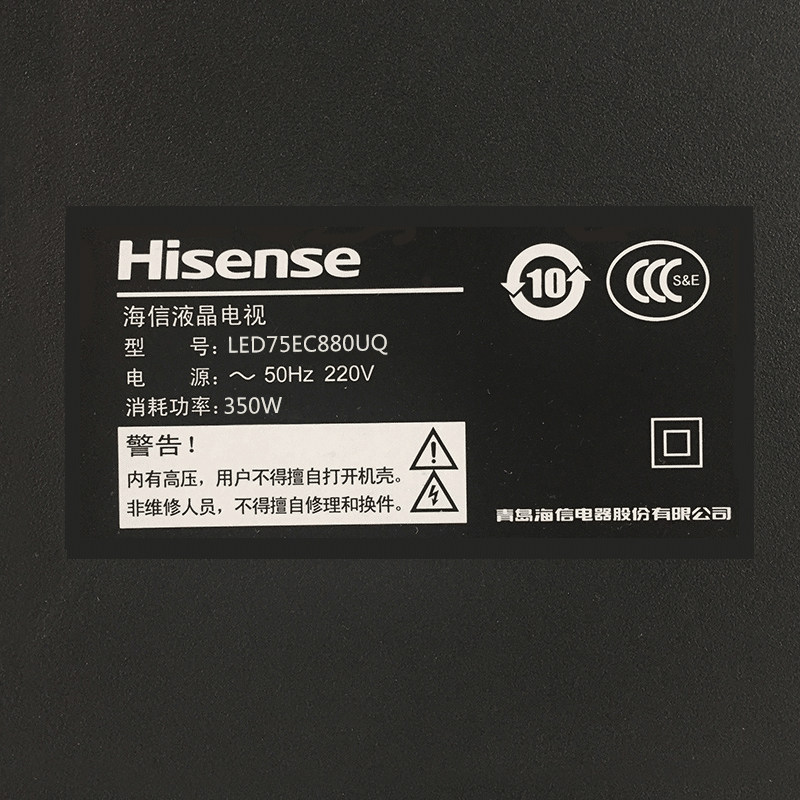 Hisense
海信液晶电视
型　　号: LED75EC880UQ
电　　源: ～ 50Hz 220V
消耗功率: 350W
警告！
内有高压，用户不得擅自打开机壳。
非维修人员，不得擅自修理和换件。
10
CCC S&E
青岛海信电器股份有限公司